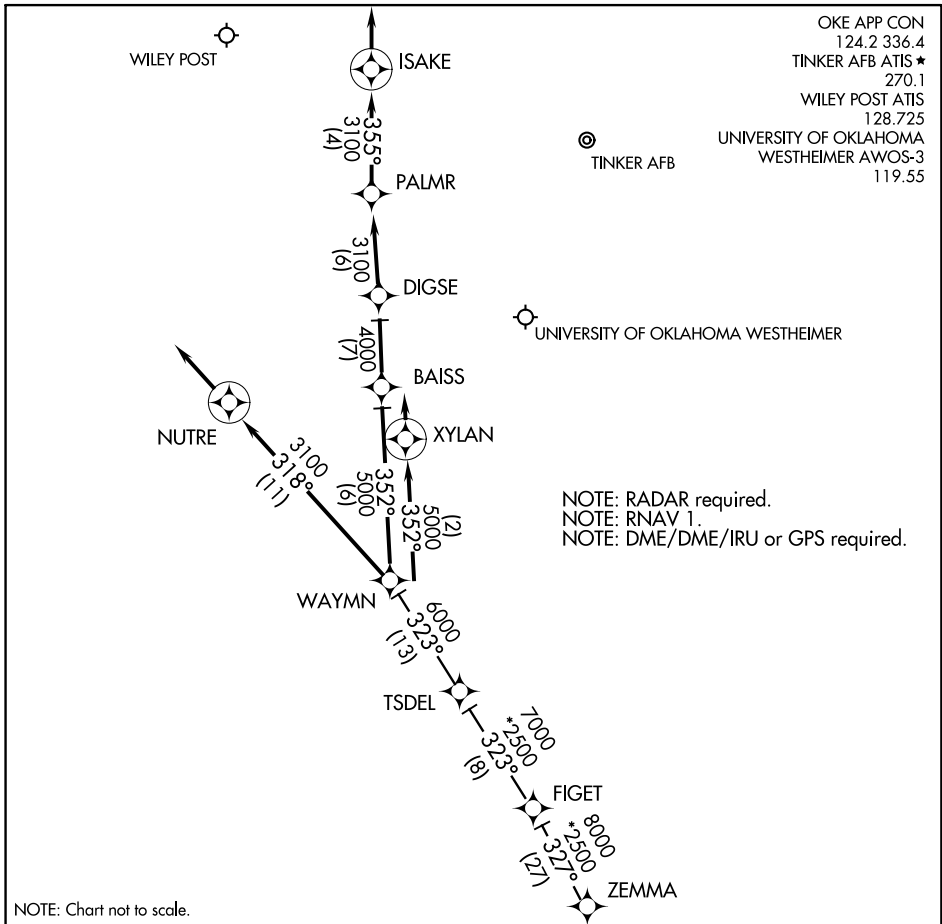 OKE APP CON
124.2 336.4
TINKER AFB ATIS ★
270.1
WILEY POST ATIS
128.725
UNIVERSITY OF OKLAHOMA
WESTHEIMER AWOS-3
119.55
WILEY POST
ISAKE
355°
3100
(4)
TINKER AFB
PALMR
3100
(6)
DIGSE
UNIVERSITY OF OKLAHOMA WESTHEIMER
4000
(7)
BAISS
NUTRE
XYLAN
3100
318°
(11)
352°
5000
(6)
(2)
5000
352°
NOTE: RADAR required.
NOTE: RNAV 1.
NOTE: DME/DME/IRU or GPS required.
WAYMN
6000
323°
(13)
TSDEL
7000
*2500
323°
(8)
FIGET
8000
*2500
327°
(27)
ZEMMA
NOTE: Chart not to scale.